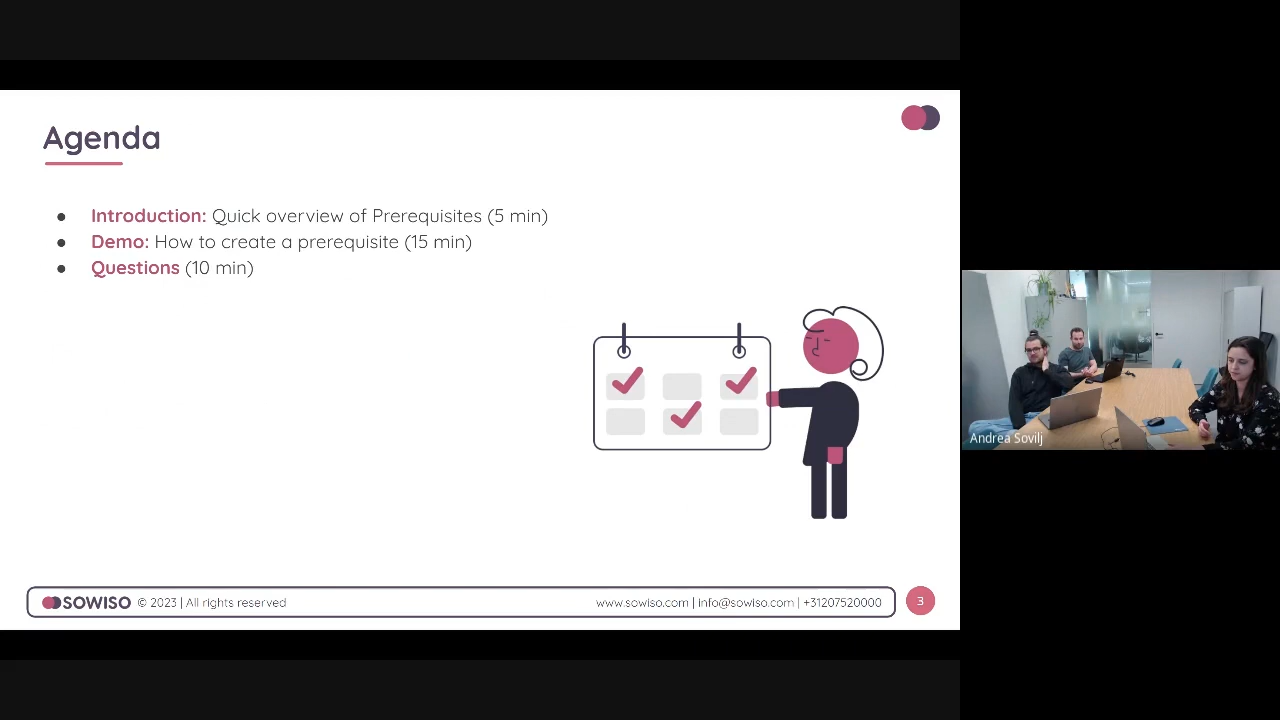 Agenda
● Introduction: Quick overview of Prerequisites (5 min)
● Demo: How to create a prerequisite (15 min)
● Questions (10 min)
Andrea Sovilj
SOWISO © 2023 | All rights reserved
www.sowiso.com | info@sowiso.com | +31207520000
3